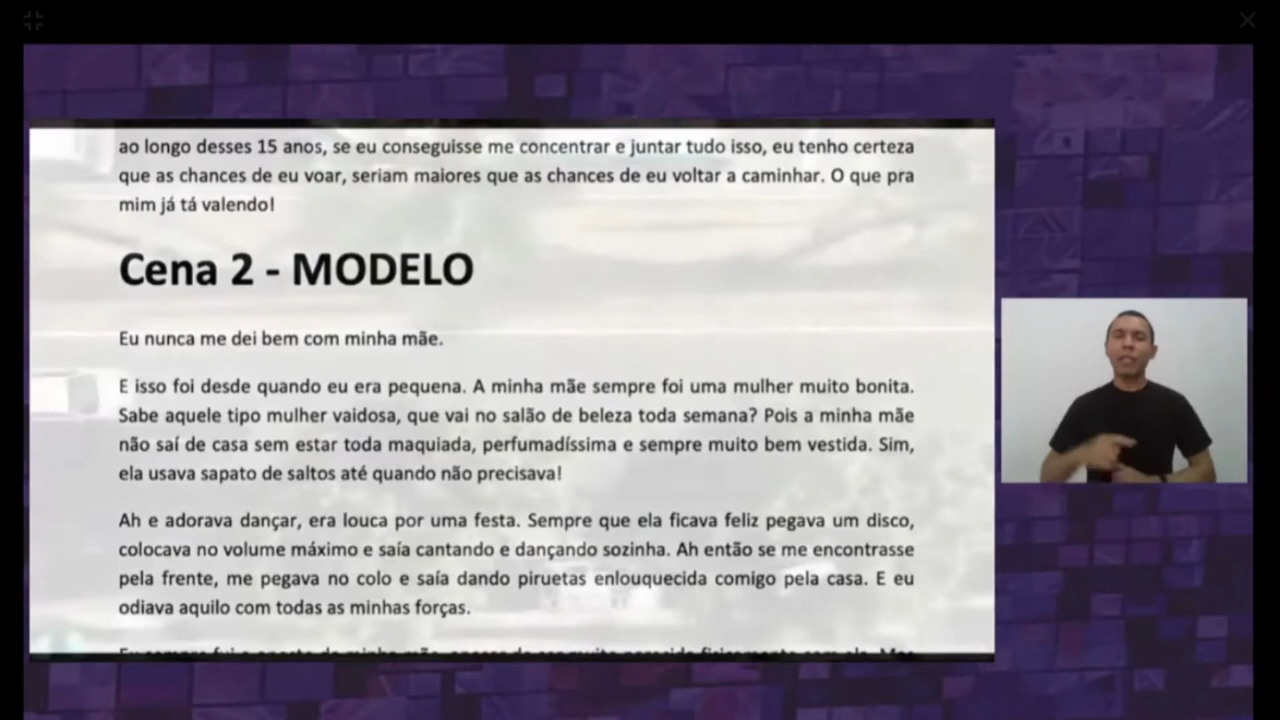 ao longo desses 15 anos, se eu conseguisse me concentrar e juntar tudo isso, eu tenho certeza
que as chances de eu voar, seriam maiores que as chances de eu voltar a caminhar. O que pra
mim já tá valendo!
Cena 2 - MODELO
Eu nunca me dei bem com minha mãe.
E isso foi desde quando eu era pequena. A minha mãe sempre foi uma mulher muito bonita.
Sabe aquele tipo mulher vaidosa, que vai no salão de beleza toda semana? Pois a minha mãe
não saí de casa sem estar toda maquiada, perfumadíssima e sempre muito bem vestida. Sim,
ela usava sapato de saltos até quando não precisava!
Ah e adorava dançar, era louca por uma festa. Sempre que ela ficava feliz pegava um disco,
colocava no volume máximo e saía cantando e dançando sozinha. Ah então se me encontrasse
pela frente, me pegava no colo e saía dando piruetas enlouquecida comigo pela casa. E eu
odiava aquilo com todas as minhas forças.